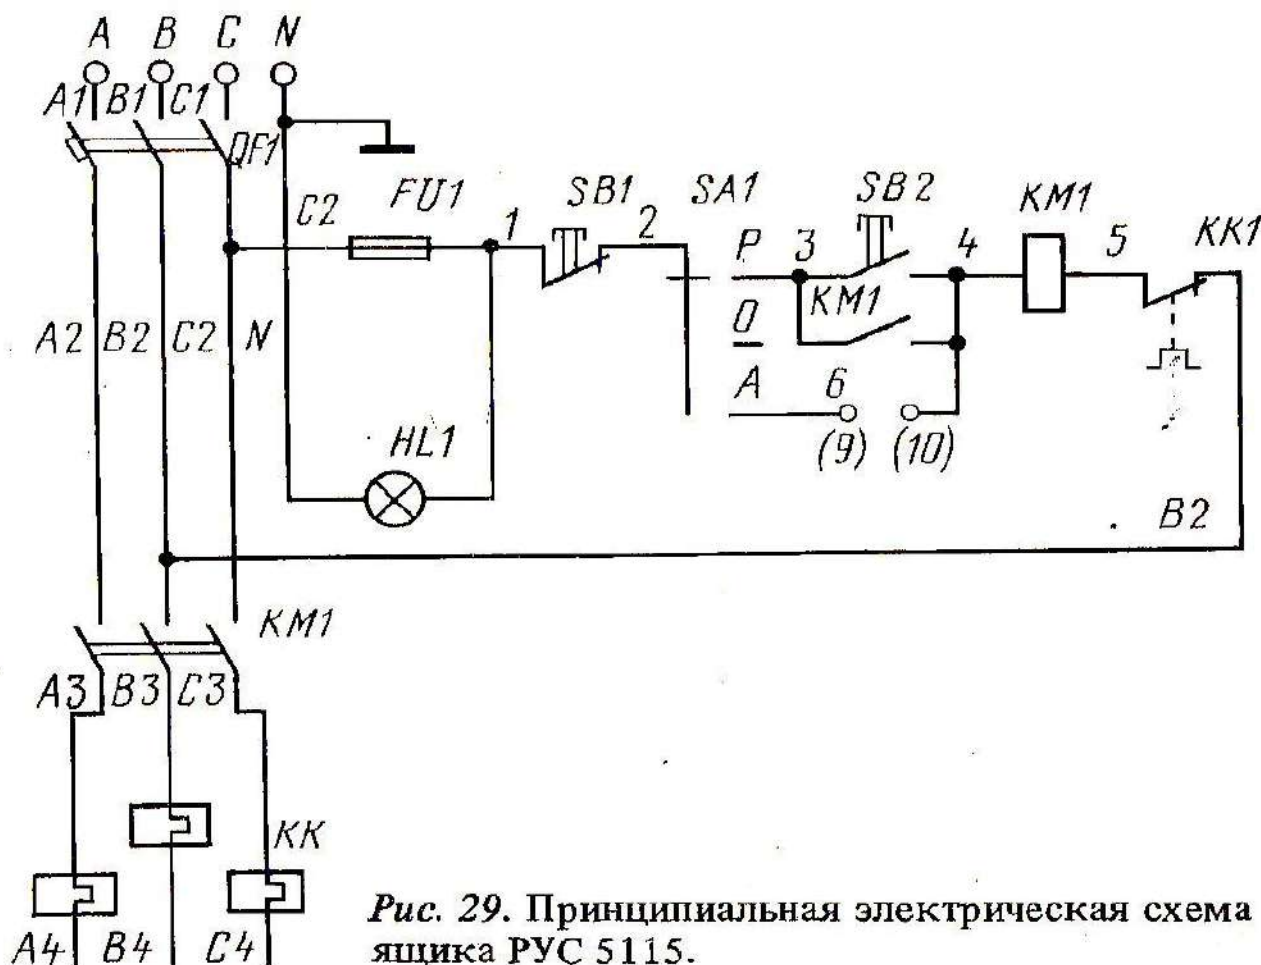 A B C N
A1 B1 C1
QF1
C2 FU1 1 SB1 2 SA1 SB2 KM1 5 KK1
P 3 4
KM1
0
A 6
(9) (10)
A2 B2 C2 N
HL1
B2
KM1
A3 B3 C3
KK
A4 B4 C4
Рис. 29. Принципиальная электрическая схема
ящика РУС 5115.